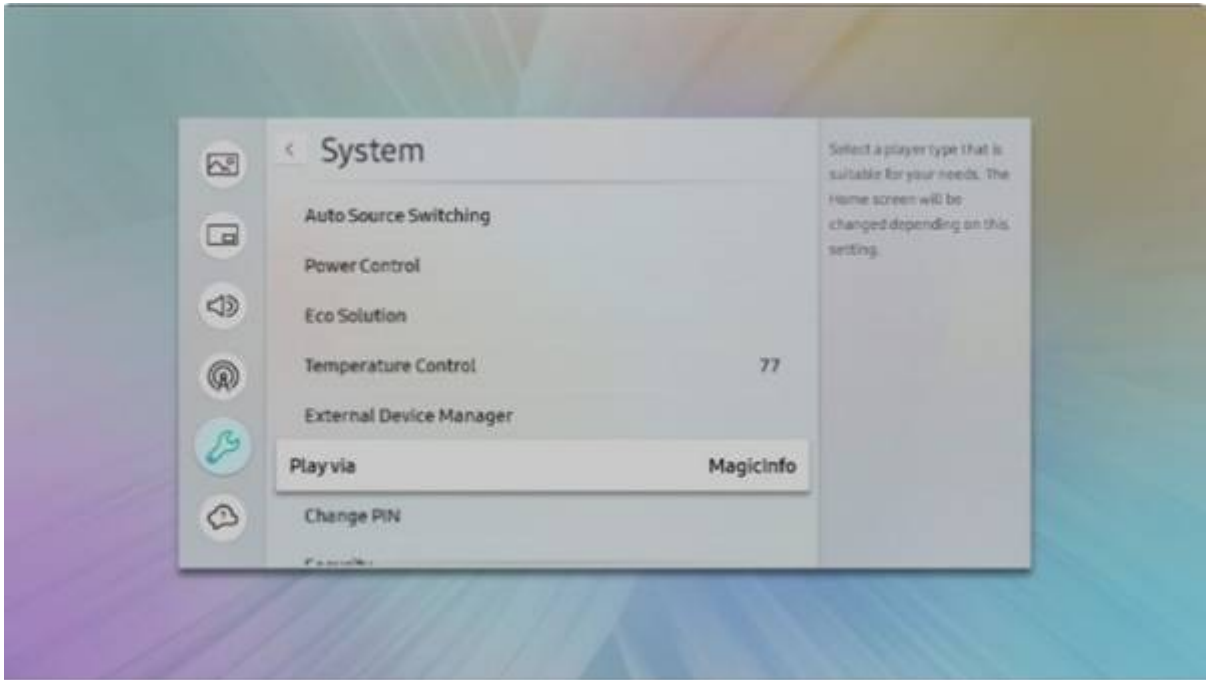 System
Auto Source Switching
Power Control
Eco Solution
Temperature Control 77
External Device Manager
Play via MagicInfo
Change PIN
Security
Select a player type that is
suitable for your needs. The
Home screen will be
changed depending on this
setting.